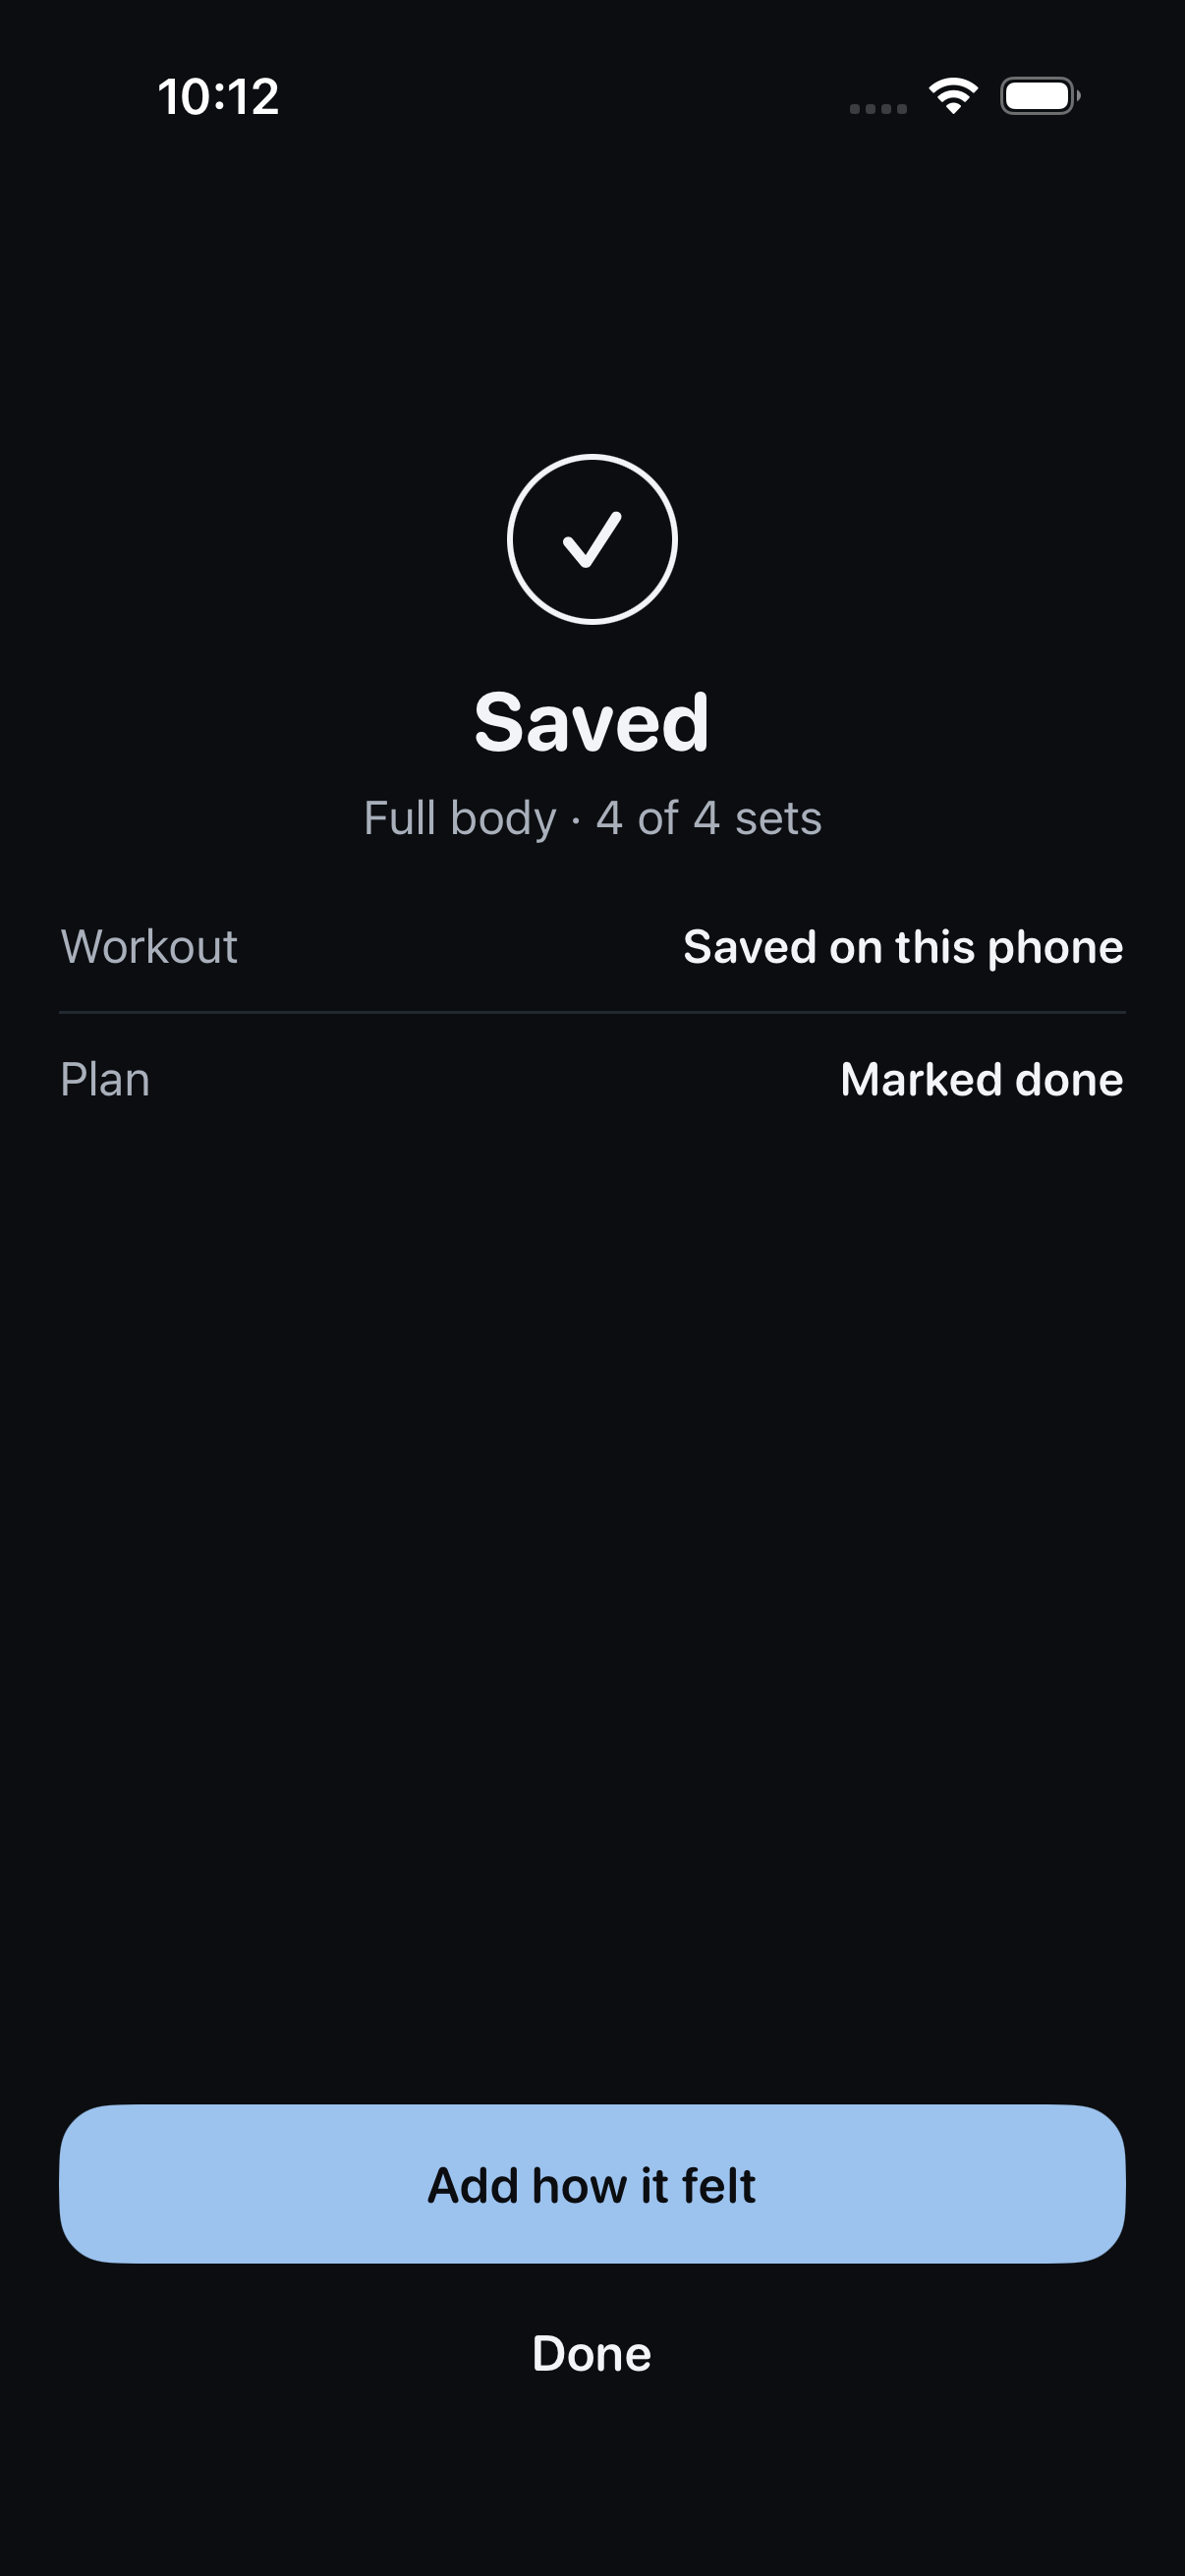 10:12
Saved
Full body · 4 of 4 sets
Workout Saved on this phone
Plan Marked done
Add how it felt
Done